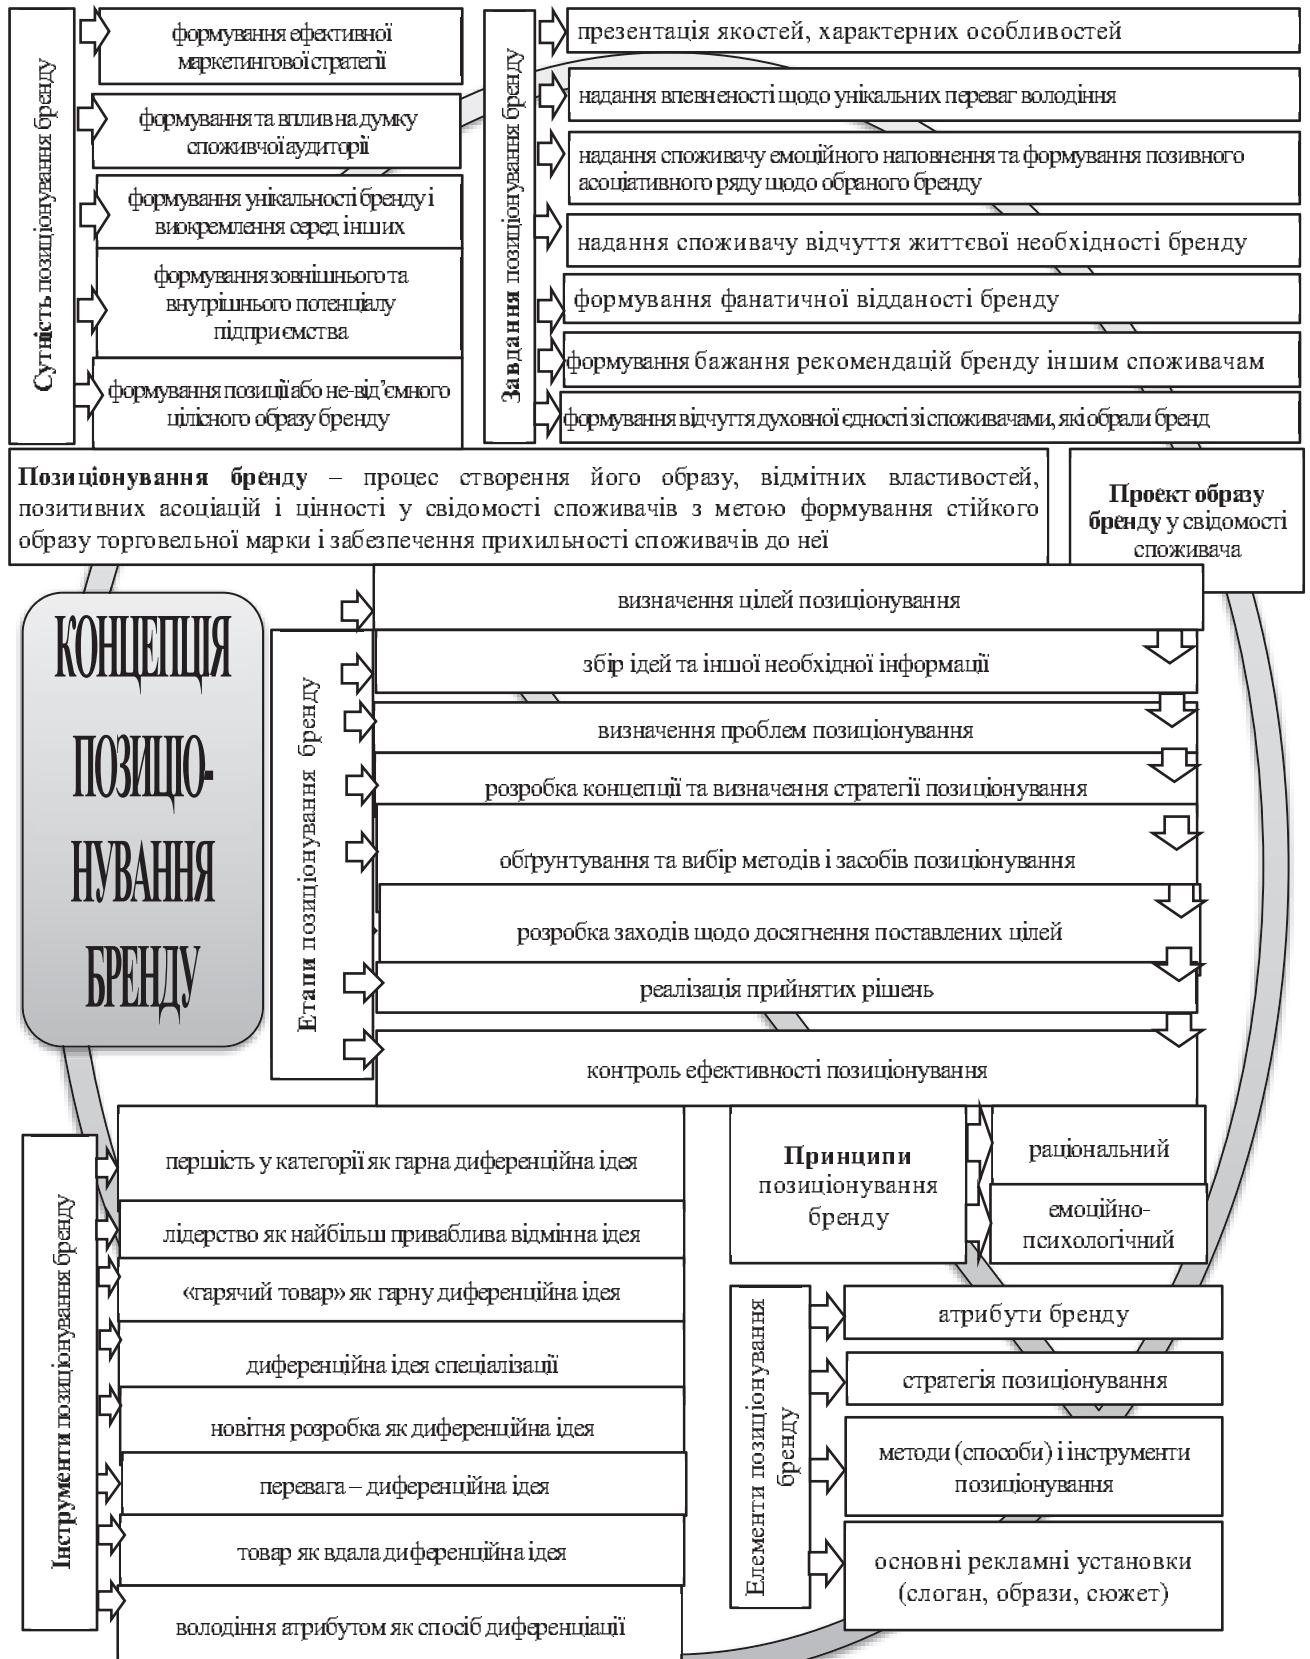 Сутність позиціонування бренду
формування ефективної
маркетингової стратегії
формування та вплив на думку
споживчої аудиторії
формування унікальності бренду і
виокремлення серед інших
формування зовнішнього та
внутрішнього потенціалу
підприємства
формування позиції або не-від’ємного
цілісного образу бренду
Завдання позиціонування бренду
презентація якостей, характерних особливостей
надання впевнености щодо унікальних переваг володіння
надання споживачу емоційного наповнення та формування позивного
асоціативного ряду щодо обраного бренду
надання споживачу відчуття життєвої необхідності бренду
формування фанатичної відданості бренду
формування бажання рекомендацій бренду іншим споживачам
формування відчуття духовної єдності зі споживачами, які обрали бренд
Позиціонування бренду – процес створення його образу, відмітних властивостей,
позитивних асоціацій і цінності у свідомості споживачів з метою формування стійкого
образу торговельної марки і забезпечення прихильності споживачів до неї
Проект образу
бренду у свідомості
споживача
КОНЦЕПЦІЯ
ПОЗИЦІО-
НУВАННЯ
БРЕНДУ
Етапи позиціонування бренду
визначення цілей позиціонування
збір ідей та іншої необхідної інформації
визначення проблем позиціонування
розробка концепції та визначення стратегії позиціонування
обґрунтування та вибір методів і засобів позиціонування
розробка заходів щодо досягнення поставлених цілей
реалізація прийнятих рішень
контроль ефективності позиціонування
Інструменти позиціонування бренду
першість у категорії як гарна диференційна ідея
лідерство як найбільш приваблива відмінна ідея
«гарячий товар» як гарну диференційна ідея
диференційна ідея спеціалізації
новітня розробка як диференційна ідея
перевага – диференційна ідея
товар як вдала диференційна ідея
володіння атрибутом як спосіб диференціації
Принципи
позиціонування
бренду
раціональний
емоційно-
психологічний
Елементи позиціонування
бренду
атрибути бренду
стратегія позиціонування
методи (способи) і інструменти
позиціонування
основні рекламні установки
(слоган, образи, сюжет)